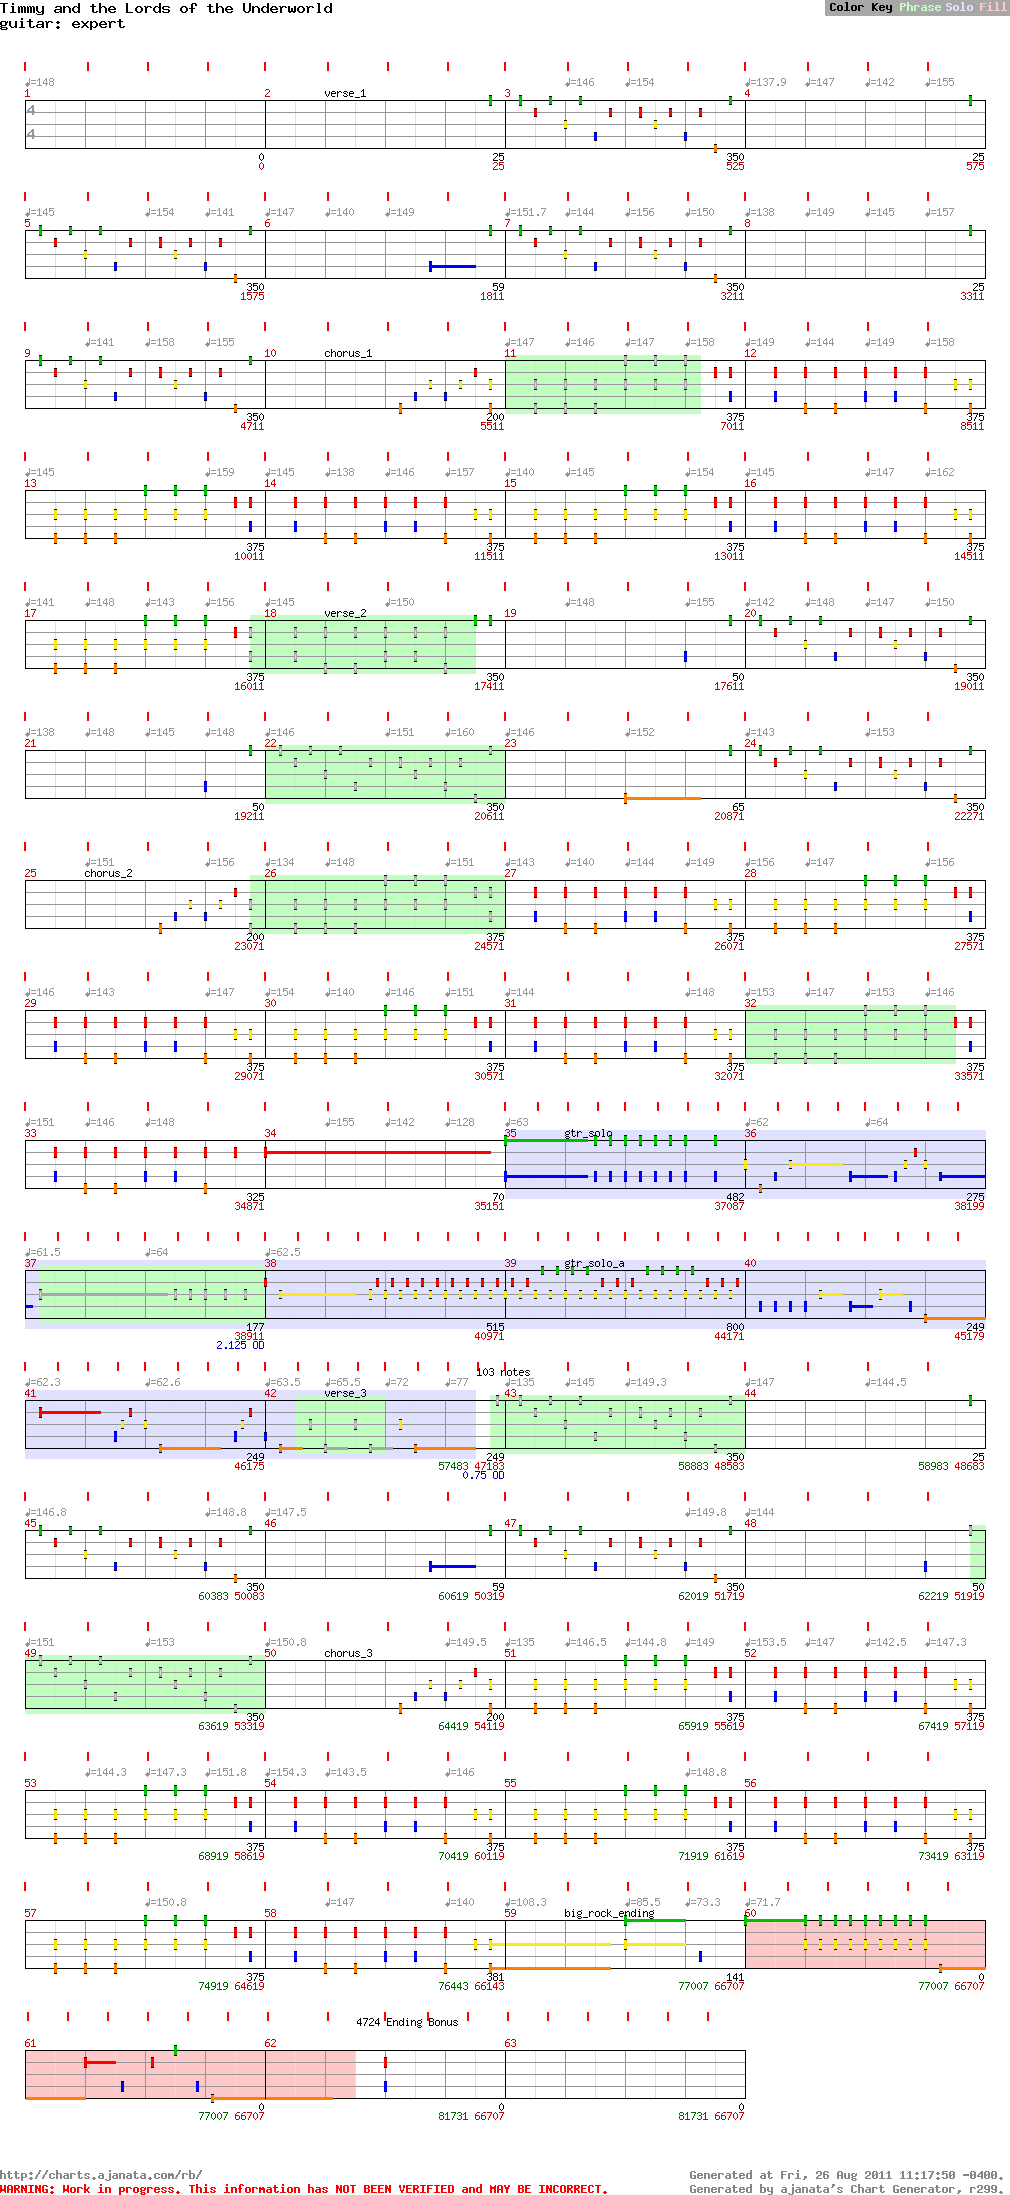 Timmy and the Lords of the Underworld
Color Key Phrase Solo Fill
guitar: expert
♩=148 ♩=146 ♩=154 ♩=137.9 ♩=147 ♩=142 ♩=155
1 2 verse_1 3 4
4
4
0 25 350 25
0 25 525 575
♩=145 ♩=154 ♩=141 ♩=147 ♩=140 ♩=149 ♩=151.7 ♩=144 ♩=156 ♩=150 ♩=138 ♩=149 ♩=145 ♩=157
5 6 7 8
350 59 350 25
1575 1811 3211 3311
♩=141 ♩=158 ♩=155 ♩=147 ♩=146 ♩=147 ♩=158 ♩=149 ♩=144 ♩=149 ♩=158
9 10 chorus_1 11 12
350 200 375 375
4711 5511 7011 8511
♩=145 ♩=159 ♩=145 ♩=138 ♩=146 ♩=157 ♩=140 ♩=145 ♩=154 ♩=145 ♩=147 ♩=162
13 14 15 16
375 375 375 375
10011 11511 13011 14511
♩=141 ♩=148 ♩=143 ♩=156 ♩=145 ♩=150 ♩=148 ♩=155 ♩=142 ♩=148 ♩=147 ♩=150
17 18 verse_2 19 20
375 350 50 350
16011 17411 17611 19011
♩=138 ♩=148 ♩=145 ♩=148 ♩=146 ♩=151 ♩=160 ♩=146 ♩=152 ♩=143 ♩=153
21 22 23 24
50 350 65 350
19211 20611 20871 22271
♩=151 ♩=156 ♩=134 ♩=148 ♩=151 ♩=143 ♩=140 ♩=144 ♩=149 ♩=156 ♩=147 ♩=156
25 chorus_2 26 27 28
200 375 375 375
23071 24571 26071 27571
♩=146 ♩=143 ♩=147 ♩=154 ♩=140 ♩=146 ♩=151 ♩=144 ♩=148 ♩=153 ♩=147 ♩=153 ♩=146
29 30 31 32
375 375 375 375
29071 30571 32071 33571
♩=151 ♩=146 ♩=148 ♩=155 ♩=142 ♩=128 ♩=63 ♩=62 ♩=64
33 34 35 gtr_solo 36
325 70 482 275
34871 35151 37087 38199
♩=61.5 ♩=64 ♩=62.5
37 38 39 gtr_solo_a 40
177 515 800 249
38911 40971 44171 45179
2.125 OD
103 notes
♩=62.3 ♩=62.6 ♩=63.5 ♩=65.5 ♩=72 ♩=77 ♩=135 ♩=145 ♩=149.3 ♩=147 ♩=144.5
41 42 verse_3 43 44
249 249 350 25
46175 57483 47183 58883 48583 58983 48683
0.75 OD
♩=146.8 ♩=148.8 ♩=147.5 ♩=149.8 ♩=144
45 46 47 48
350 59 350 50
60383 50083 60619 50319 62019 51719 62219 51919
♩=151 ♩=153 ♩=150.8 ♩=149.5 ♩=135 ♩=146.5 ♩=144.8 ♩=149 ♩=153.5 ♩=147 ♩=142.5 ♩=147.3
49 50 chorus_3 51 52
350 200 375 375
63619 53319 64419 54119 65919 55619 67419 57119
♩=144.3 ♩=147.3 ♩=151.8 ♩=154.3 ♩=143.5 ♩=146 ♩=148.8
53 54 55 56
375 375 375 375
68919 58619 70419 60119 71919 61619 73419 63119
♩=150.8 ♩=147 ♩=140 ♩=108.3 ♩=85.5 ♩=73.3 ♩=71.7
57 58 59 big_rock_ending 60
375 381 141 0
74919 64619 76443 66143 77007 66707 77007 66707
4724 Ending Bonus
61 62 63
0 0 0
77007 66707 81731 66707 81731 66707
http://charts.ajanata.com/rb/
Generated at Fri, 26 Aug 2011 11:17:50 -0400.
WARNING: Work in progress. This information has NOT BEEN VERIFIED and MAY BE INCORRECT.
Generated by ajanata's Chart Generator, r299.